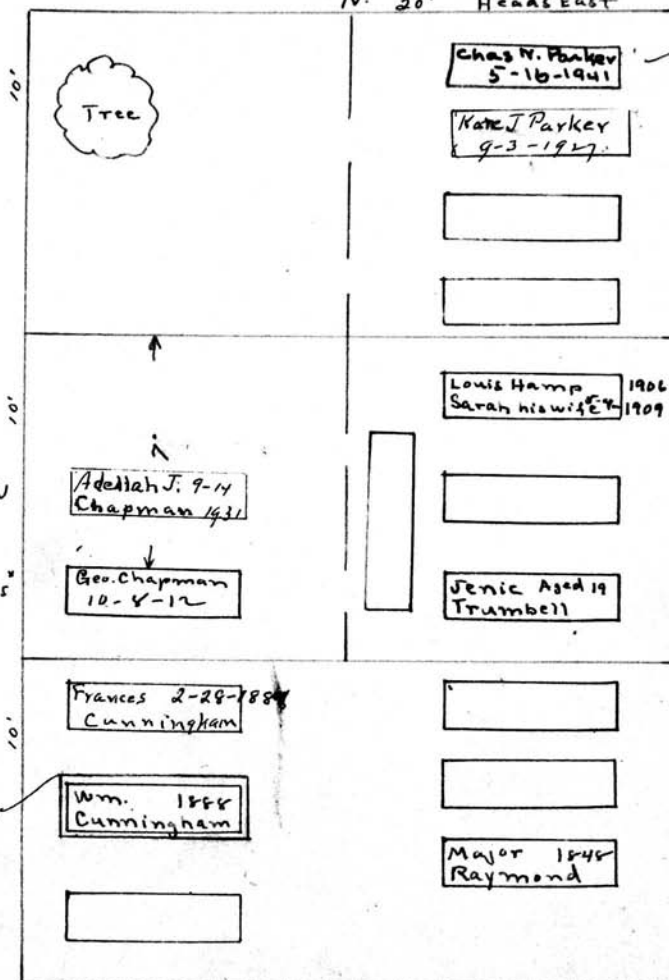 N. 20' Heads East
10'
Tree
Chas N. Parker
5-16-1941
Kate J Parker
9-3-1927
10'
Louis Hamp 1906
Sarah his wife 1909
Adellah J. 9-14
Chapman 1931
Geo. Chapman
10-8-12
Jenie Aged 19
Trumbell
10'
Frances 2-28-1884
Cunningham
Wm. 1888
Cunningham
Major 1848
Raymond